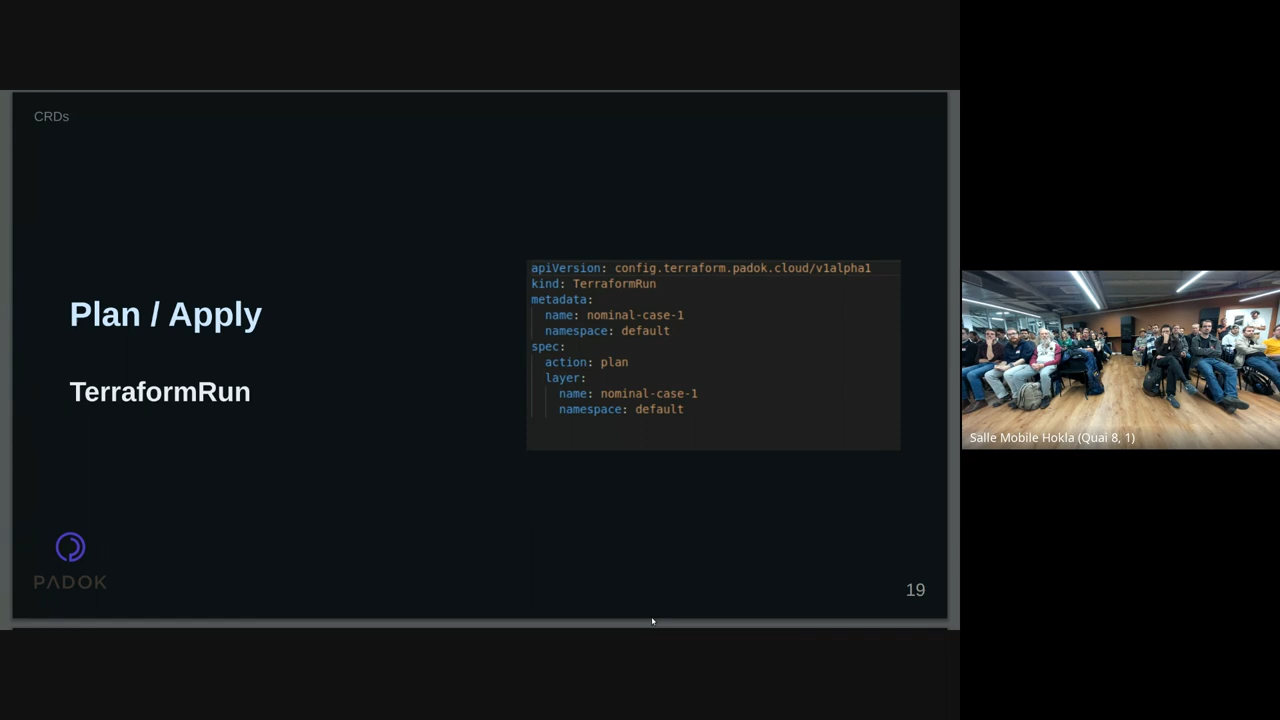 CRDs
Plan / Apply
TerraformRun
apiVersion: config.terraform.padok.cloud/v1alpha1
kind: TerraformRun
metadata:
  name: nominal-case-1
  namespace: default
spec:
  action: plan
  layer:
    name: nominal-case-1
    namespace: default
PADOK
19
Salle Mobile Hokla (Quai 8, 1)